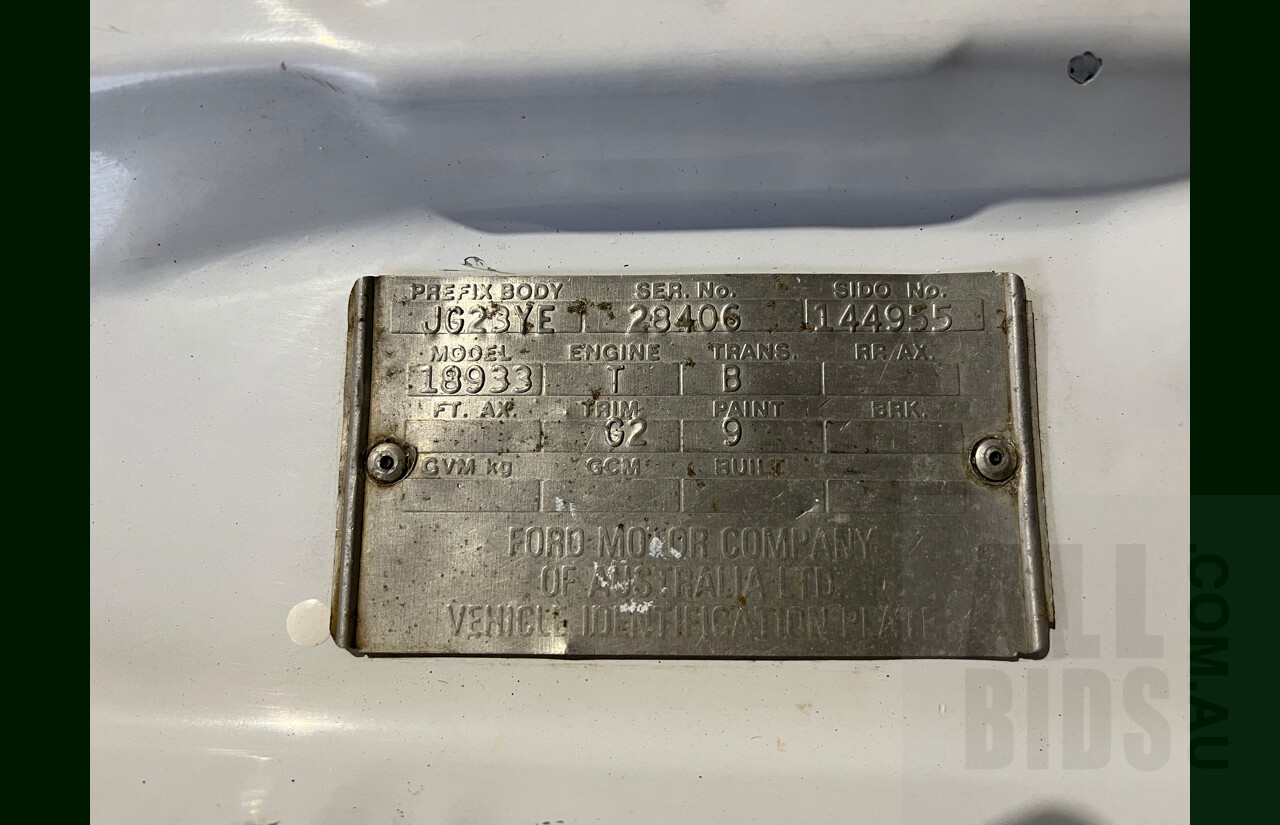 PREFIX BODY SER. No. SIDO No.
JG23YE 28406 144955
MODEL ENGINE TRANS. RR/AX.
18933 T B
FT. AX. TRIM PAINT BRK.
G2 9
GVM kg GCM BUILT
FORD MOTOR COMPANY
OF AUSTRALIA LTD.
VEHICLE IDENTIFICATION PLATE
ALL
BIDS
.COM.AU